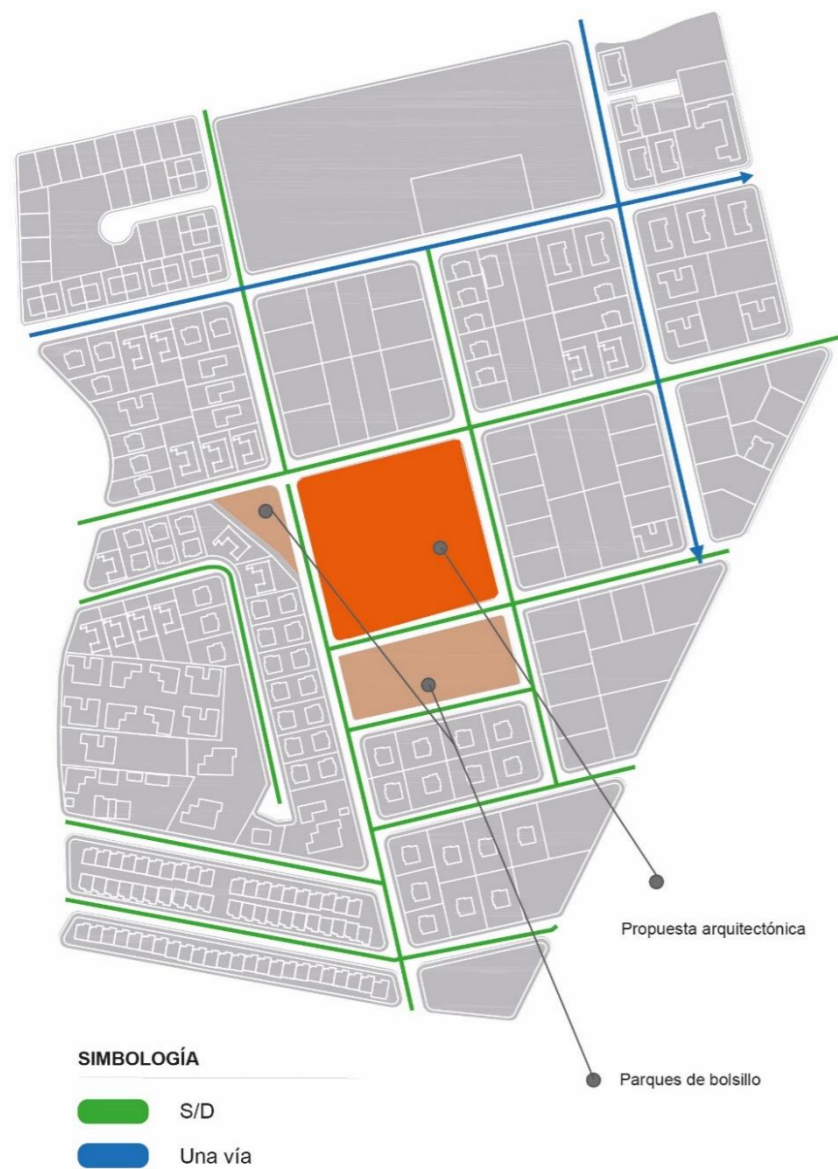 Propuesta arquitectónica
Parques de bolsillo
SIMBOLOGÍA
S/D
Una vía